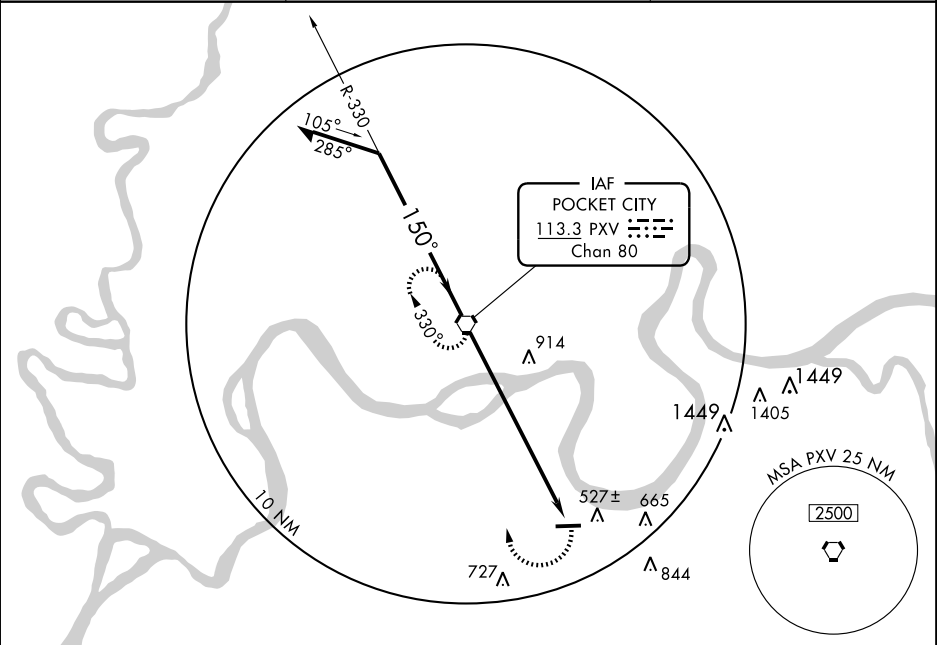 R-330
105°
285°
IAF
POCKET CITY
113.3 PXV
Chan 80
150°
330°
914
1449
1405
1449
MSA PXV 25 NM
10 NM
527±
665
2500
727
844